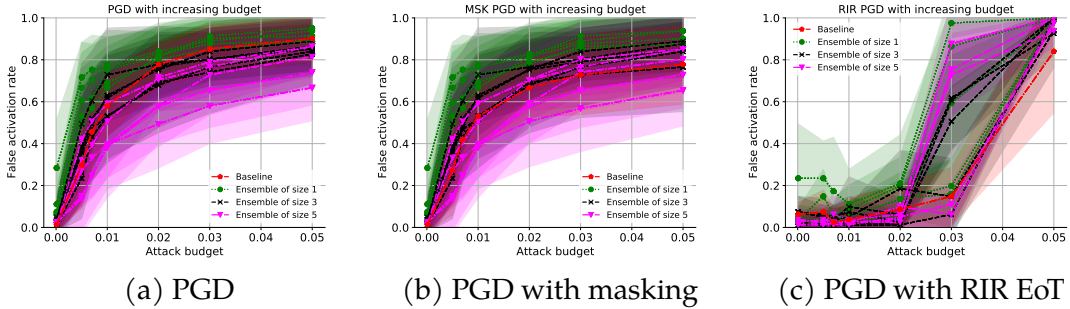 PGD with increasing budget
False activation rate
1.0
0.8
0.6
0.4
0.2
0.0
Baseline
Ensemble of size 1
Ensemble of size 3
Ensemble of size 5
0.00 0.01 0.02 0.03 0.04 0.05
Attack budget
(a) PGD
MSK PGD with increasing budget
False activation rate
1.0
0.8
0.6
0.4
0.2
0.0
Baseline
Ensemble of size 1
Ensemble of size 3
Ensemble of size 5
0.00 0.01 0.02 0.03 0.04 0.05
Attack budget
(b) PGD with masking
RIR PGD with increasing budget
False activation rate
1.0
0.8
0.6
0.4
0.2
0.0
Baseline
Ensemble of size 1
Ensemble of size 3
Ensemble of size 5
0.00 0.01 0.02 0.03 0.04 0.05
Attack budget
(c) PGD with RIR EoT